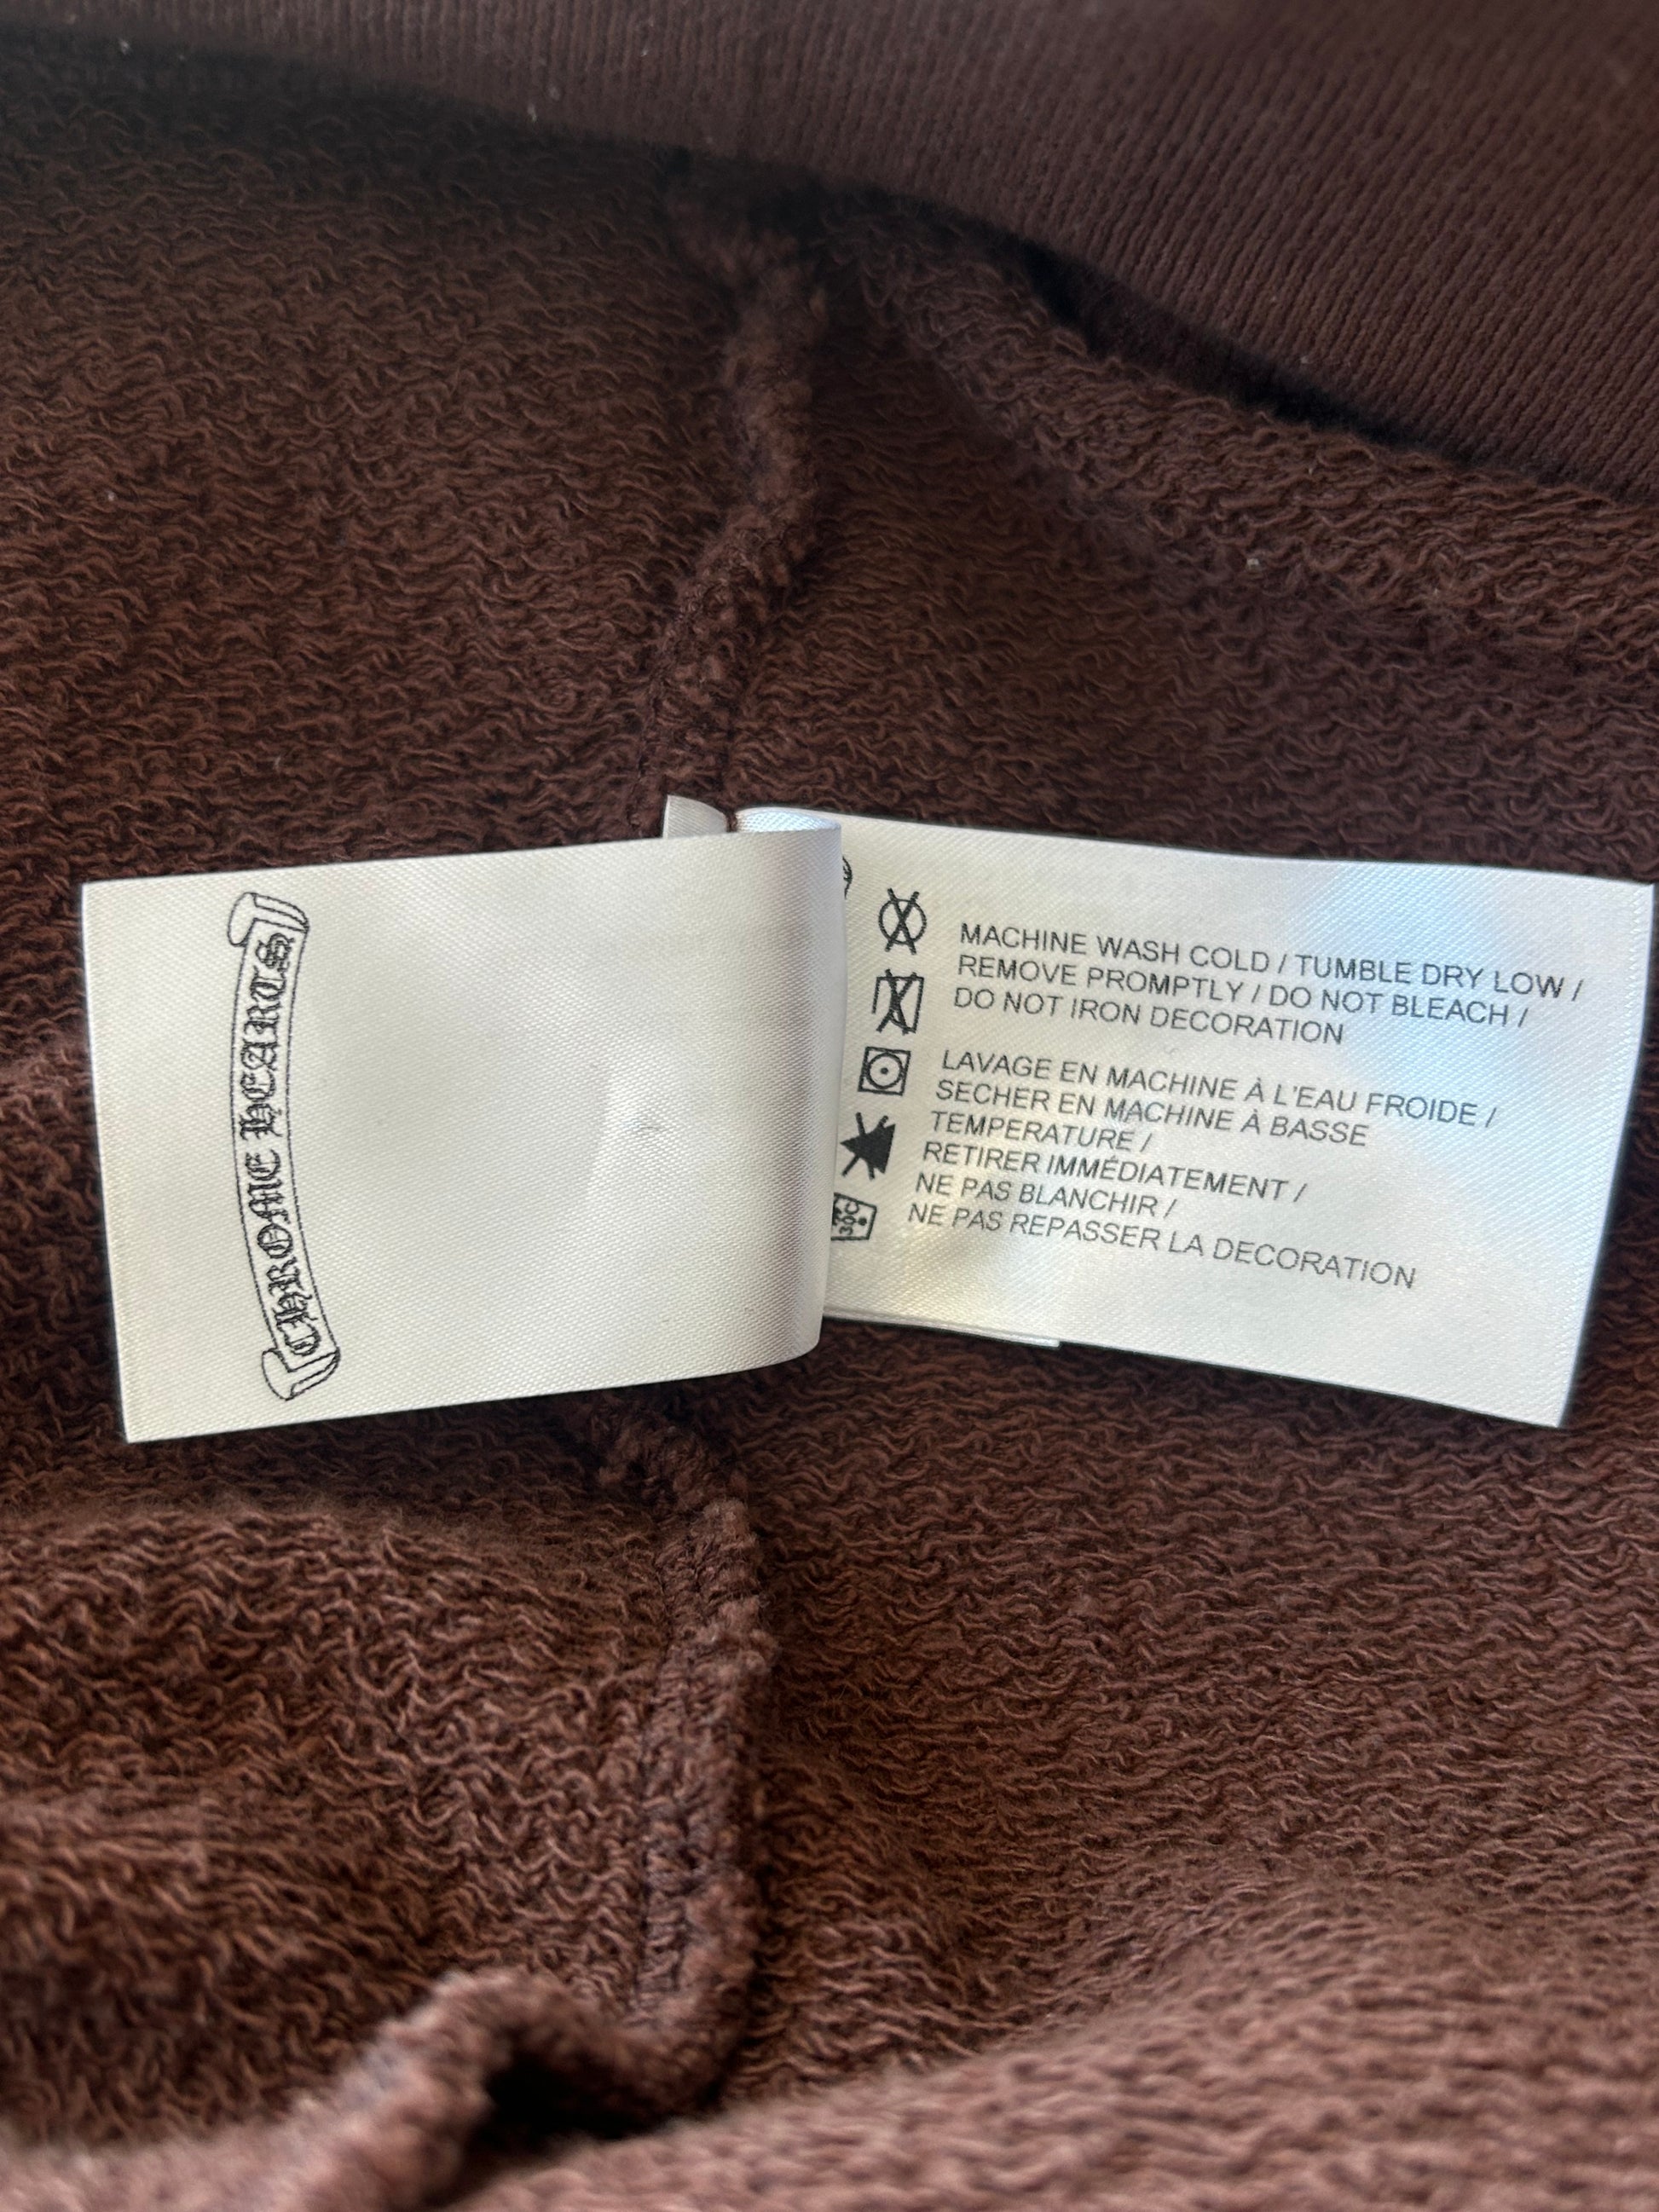 CHROME HEARTS
MACHINE WASH COLD / TUMBLE DRY LOW /
REMOVE PROMPTLY / DO NOT BLEACH /
DO NOT IRON DECORATION
LAVAGE EN MACHINE À L'EAU FROIDE /
SECHER EN MACHINE À BASSE
TEMPERATURE /
RETIRER IMMÉDIATEMENT /
NE PAS BLANCHIR /
NE PAS REPASSER LA DECORATION
30C